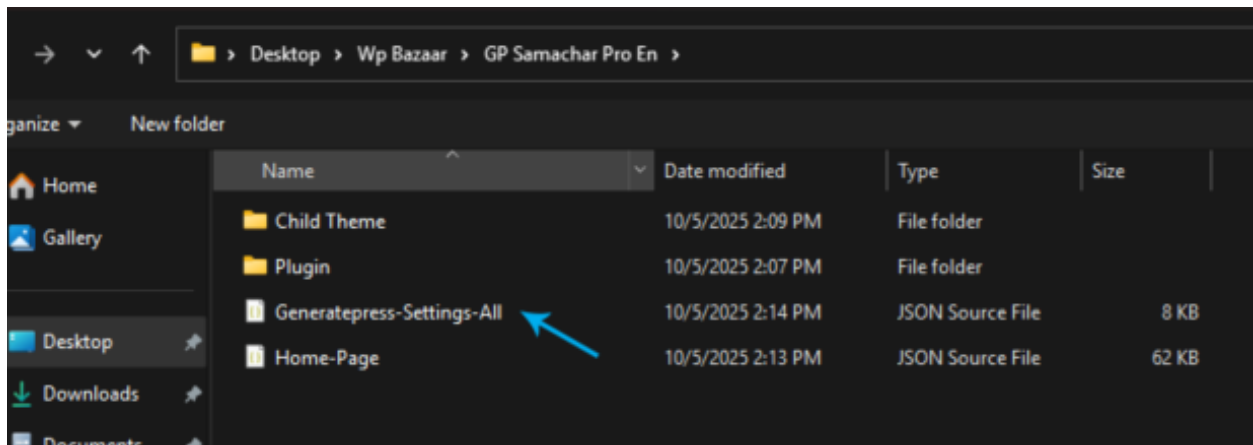 Desktop > Wp Bazaar > GP Samachar Pro En >
ganize New folder
Name Date modified Type Size
Home
Gallery
Desktop
Downloads
Documents
Child Theme 10/5/2025 2:09 PM File folder
Plugin 10/5/2025 2:07 PM File folder
Generatepress-Settings-All 10/5/2025 2:14 PM JSON Source File 8 KB
Home-Page 10/5/2025 2:13 PM JSON Source File 62 KB